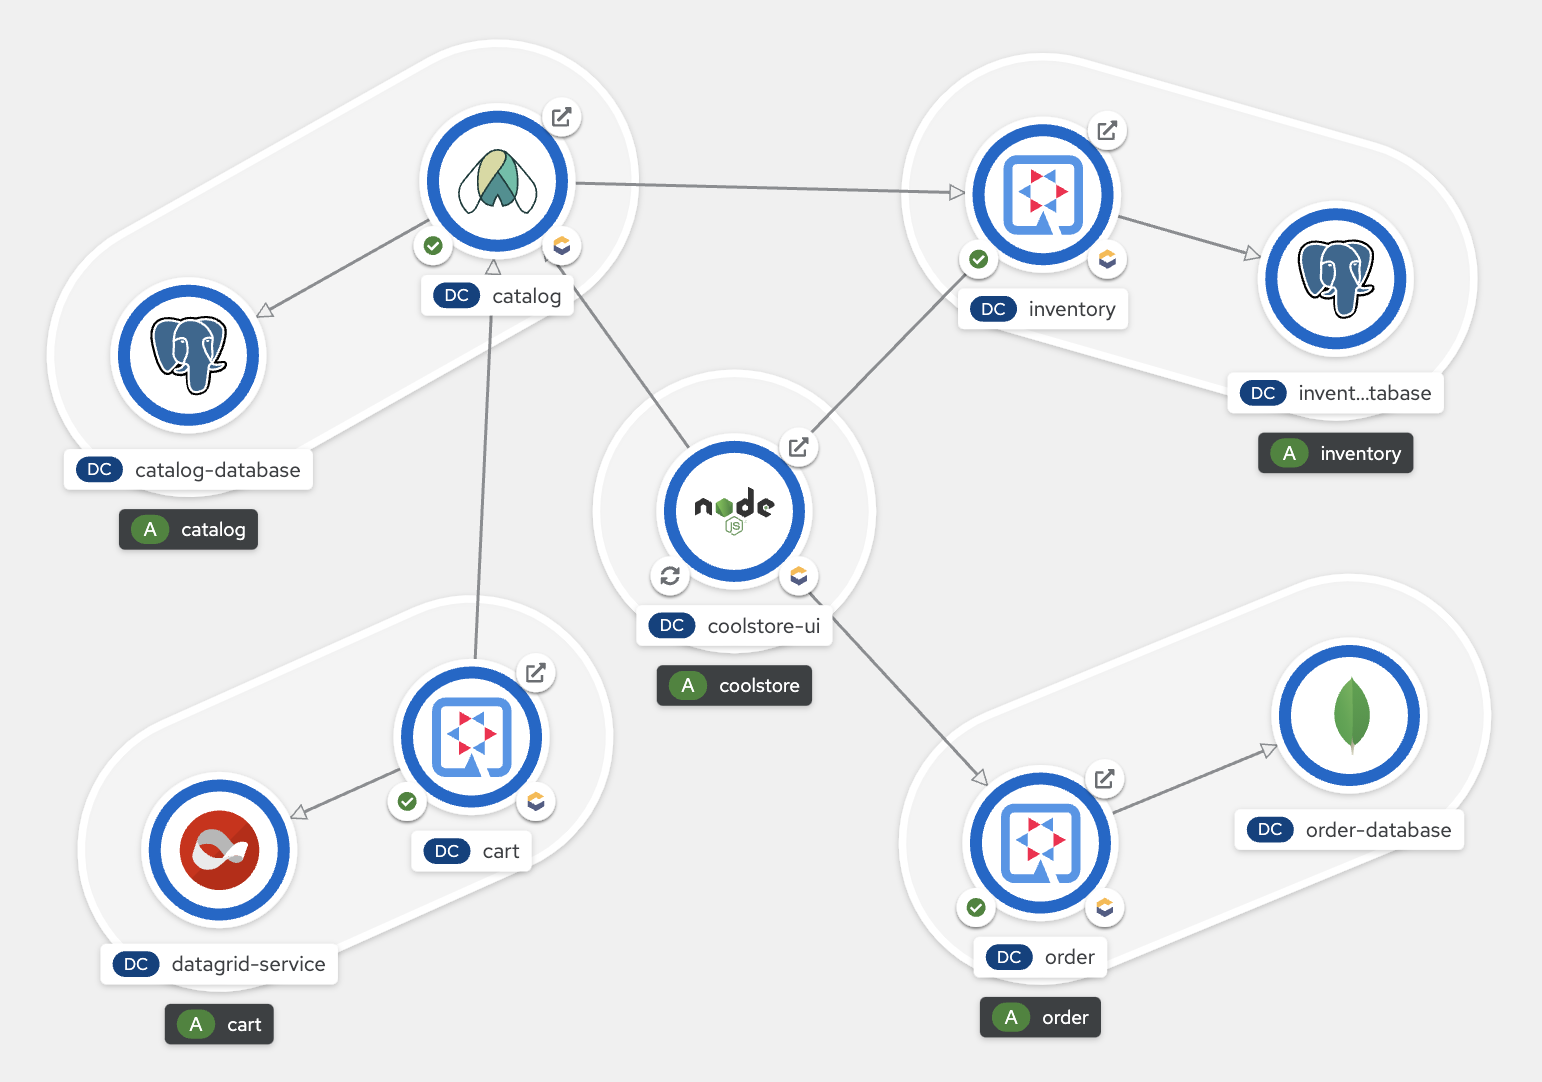 DC catalog
DC inventory
DC invent...tabase
A inventory
DC catalog-database
A catalog
node
JS
DC coolstore-ui
A coolstore
DC cart
DC order-database
DC datagrid-service
A cart
DC order
A order